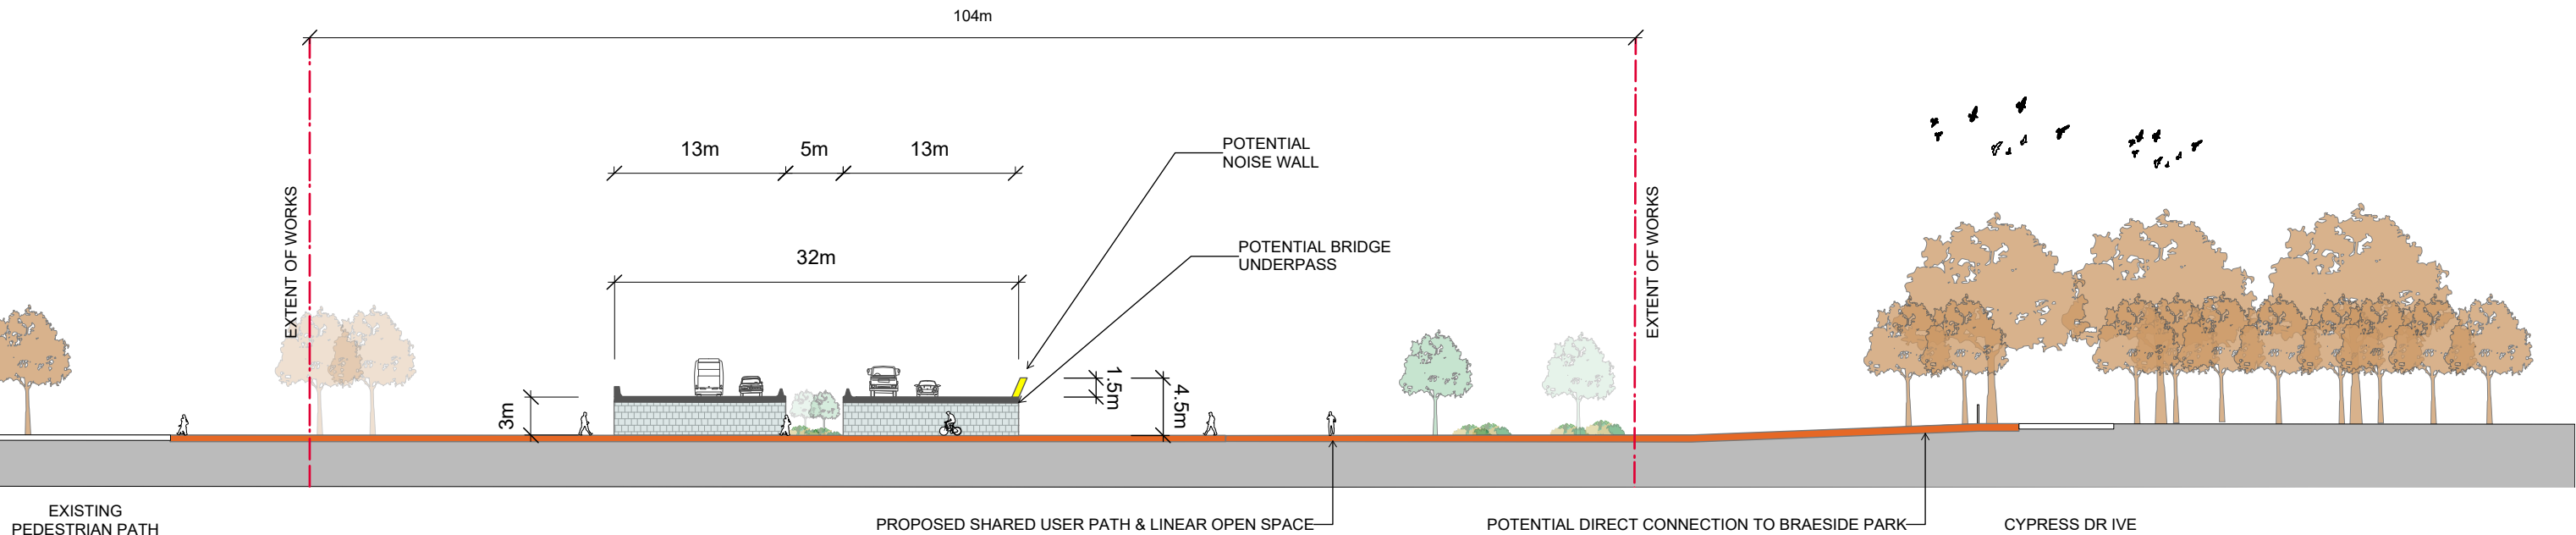 104m
13m
5m
13m
POTENTIAL
NOISE WALL
EXTENT OF WORKS
EXTENT OF WORKS
32m
POTENTIAL BRIDGE
UNDERPASS
3m
1.5m
4.5m
EXISTING
PEDESTRIAN PATH
PROPOSED SHARED USER PATH & LINEAR OPEN SPACE
POTENTIAL DIRECT CONNECTION TO BRAESIDE PARK
CYPRESS DR IVE